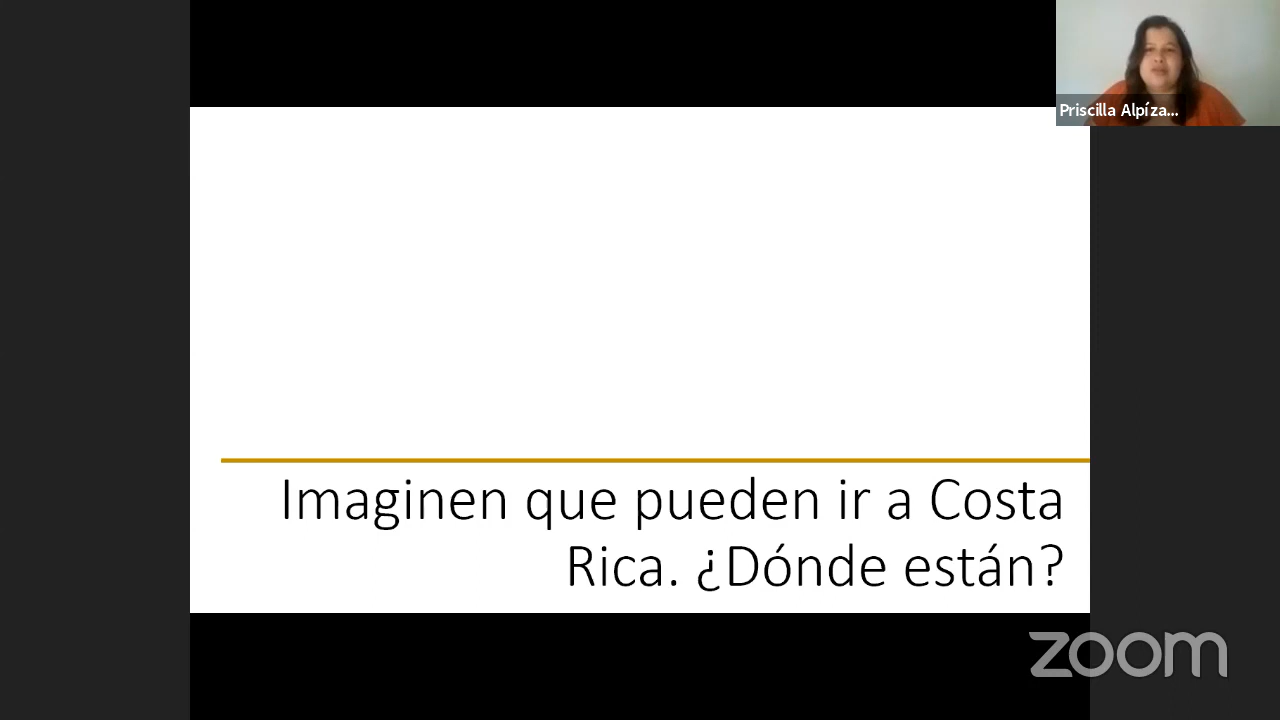 Priscilla Alpíza...
Imaginen que pueden ir a Costa
Rica. ¿Dónde están?
zoom